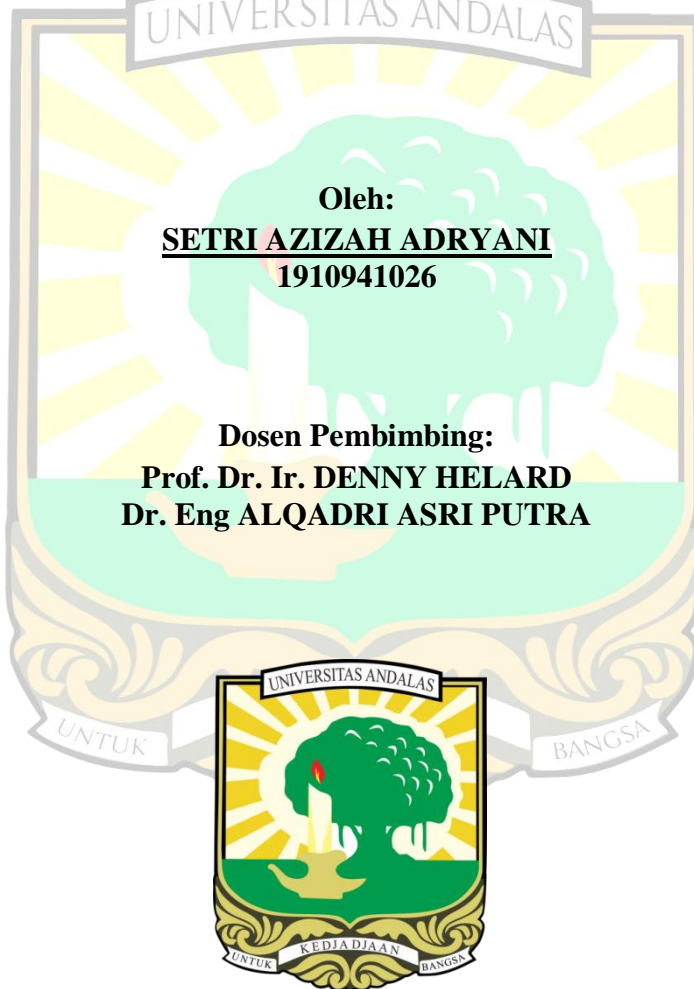 UNIVERSITAS ANDALAS
Oleh:
SETRI AZIZAH ADRYANI
1910941026
Dosen Pembimbing:
Prof. Dr. Ir. DENNY HELARD
Dr. Eng ALQADRI ASRI PUTRA
UNIVERSITAS ANDALAS
UNTUK BANGSA
UNTUK KEDJADJAAN BANGSA